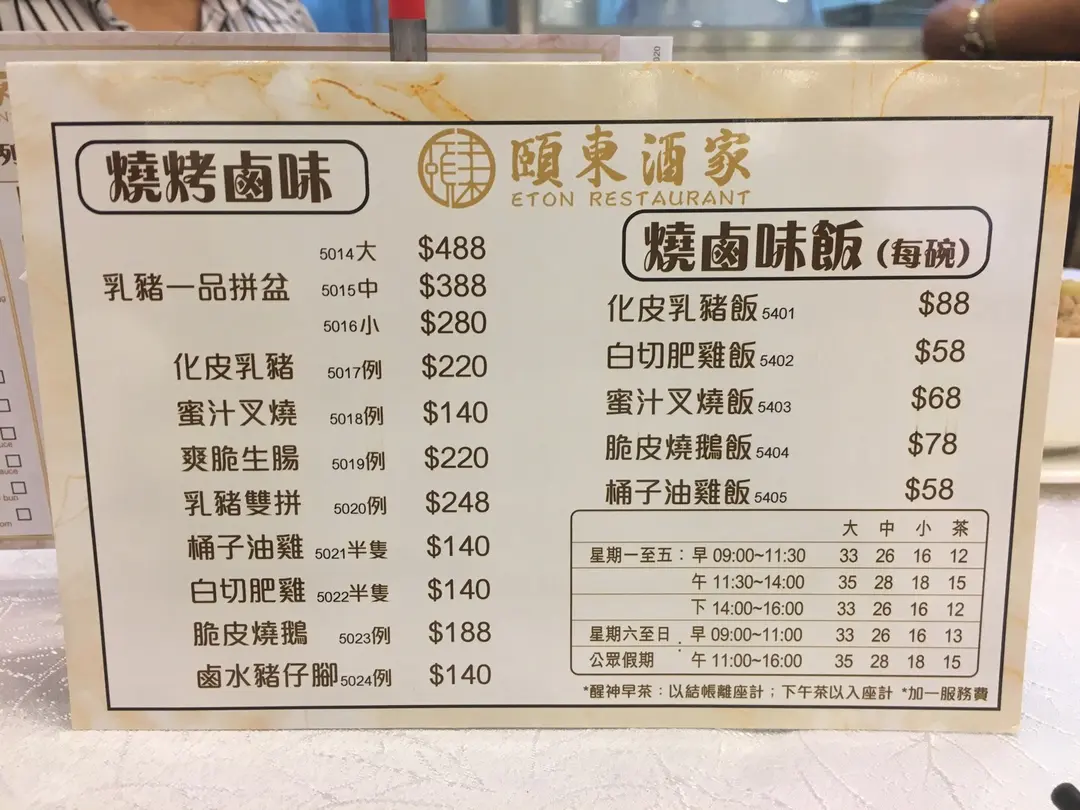 頤東酒家
ETON RESTAURANT
燒烤鹵味
5014大 $488
乳豬一品拼盆 5015中 $388
5016小 $280
化皮乳豬 5017例 $220
蜜汁叉燒 5018例 $140
爽脆生腸 5019例 $220
乳豬雙拼 5020例 $248
桶子油雞 5021半隻 $140
白切肥雞 5022半隻 $140
脆皮燒鵝 5023例 $188
鹵水豬仔腳 5024例 $140
燒鹵味飯(每碗)
化皮乳豬飯 5401 $88
白切肥雞飯 5402 $58
蜜汁叉燒飯 5403 $68
脆皮燒鵝飯 5404 $78
桶子油雞飯 5405 $58
大 中 小 茶
星期一至五：早 09:00~11:30 33 26 16 12
午 11:30~14:00 35 28 18 15
下 14:00~16:00 33 26 16 12
星期六至日 : 早 09:00~11:00 33 26 16 13
公眾假期 午 11:00~16:00 35 28 18 15
*醒神早茶：以結帳離座計；下午茶以入座計 *加一服務費